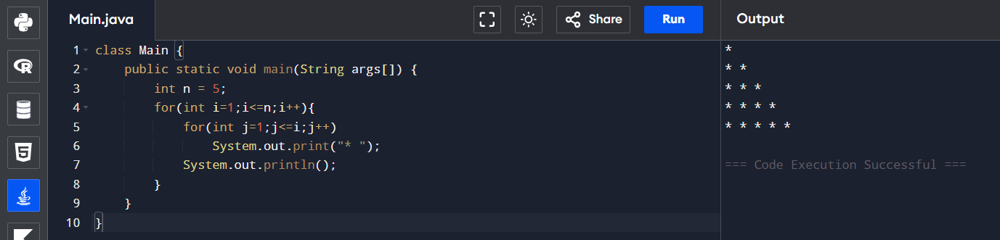 Main.java Share Run Output
1 class Main {
2     public static void main(String args[]) {
3         int n = 5;
4         for(int i=1;i<=n;i++){
5             for(int j=1;j<=i;j++)
6                 System.out.print("* ");
7             System.out.println();
8         }
9     }
10 }
*
* *
* * *
* * * *
* * * * *
=== Code Execution Successful ===